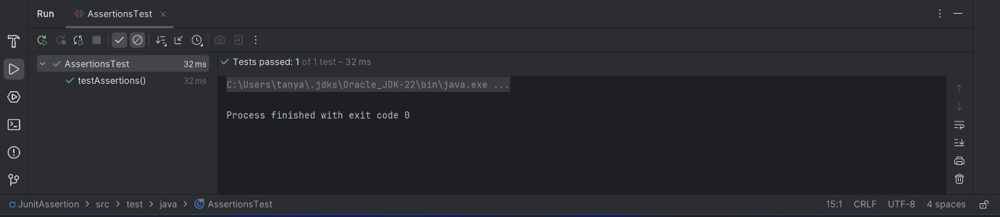 Run AssertionsTest
AssertionsTest 32 ms
testAssertions() 32 ms
Tests passed: 1 of 1 test – 32 ms
C:\Users\tanya\.jdks\Oracle_JDK-22\bin\java.exe ...
Process finished with exit code 0
JunitAssertion > src > test > java > AssertionsTest
15:1 CRLF UTF-8 4 spaces